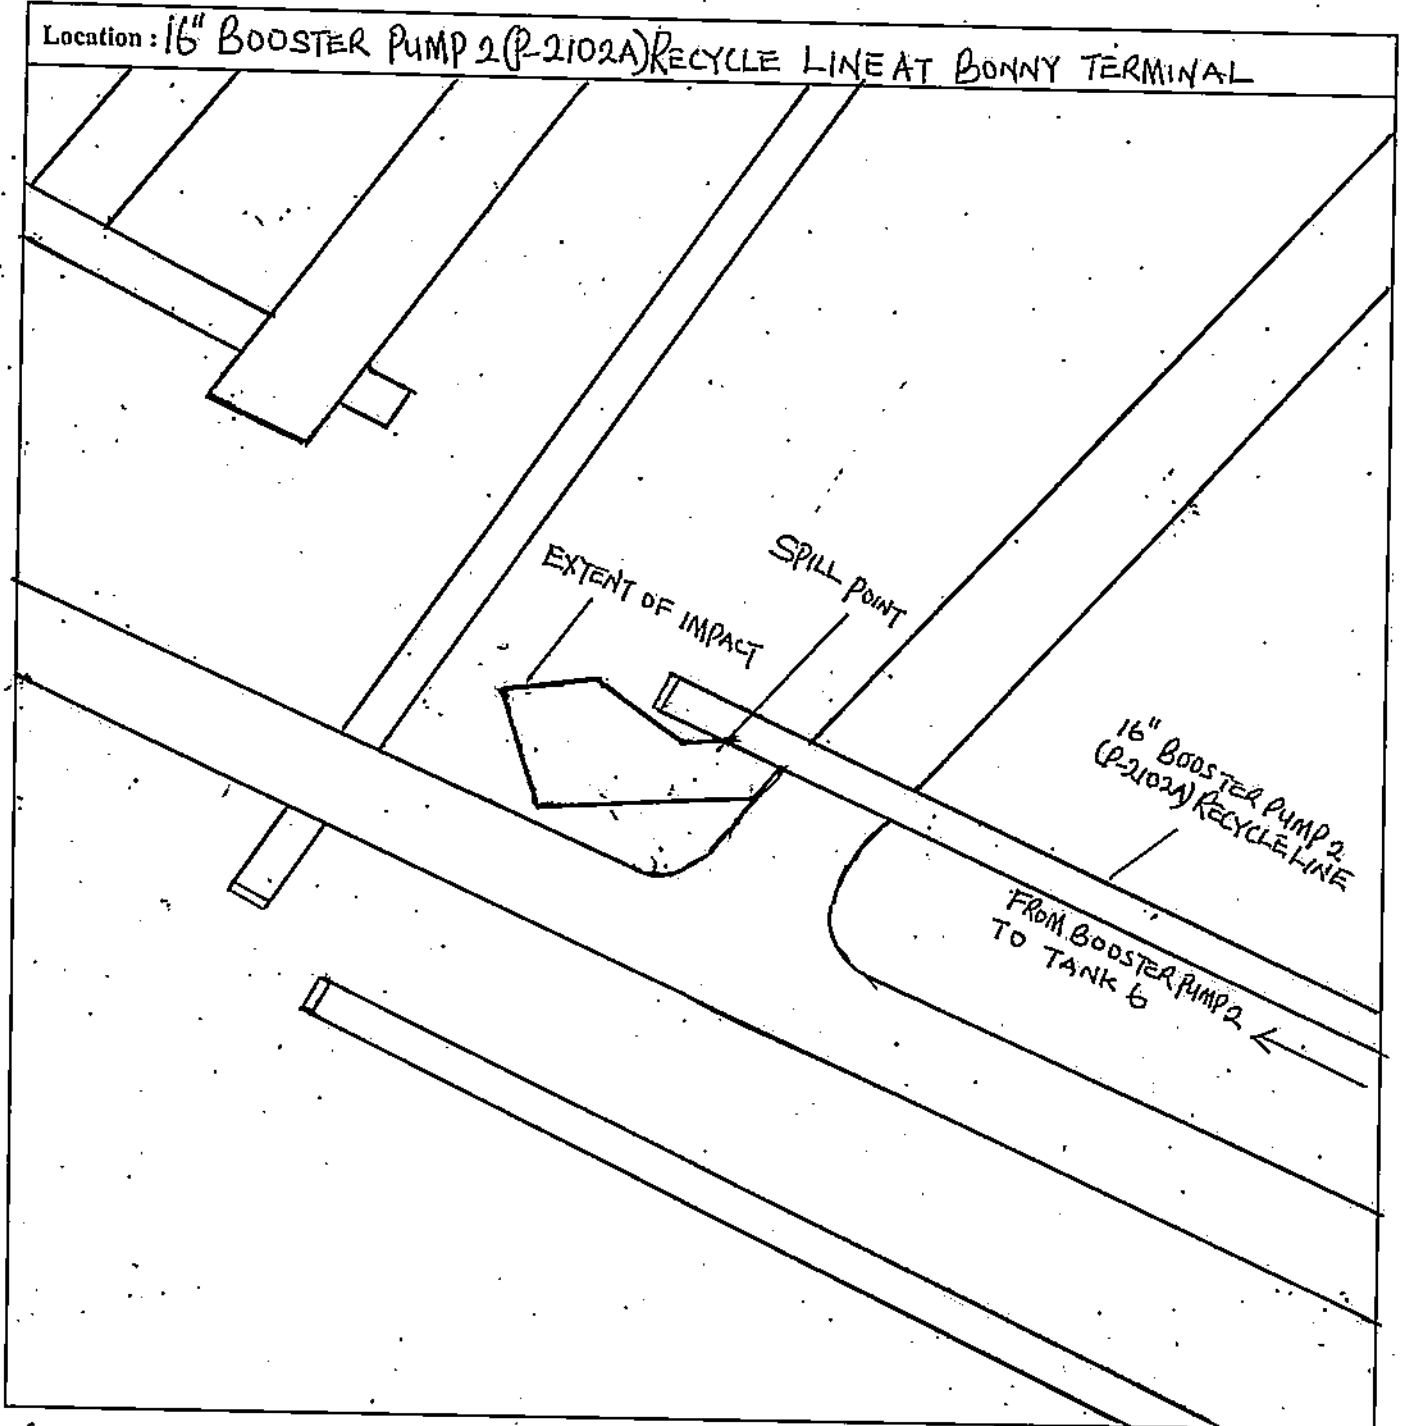 Location : 16" BOOSTER PUMP 2 (P-2102A) RECYCLE LINE AT BONNY TERMINAL
SPILL POINT
EXTENT OF IMPACT
16" BOOSTER PUMP 2
(P-2102A) RECYCLE LINE
FROM BOOSTER PUMP 2
TO TANK 6